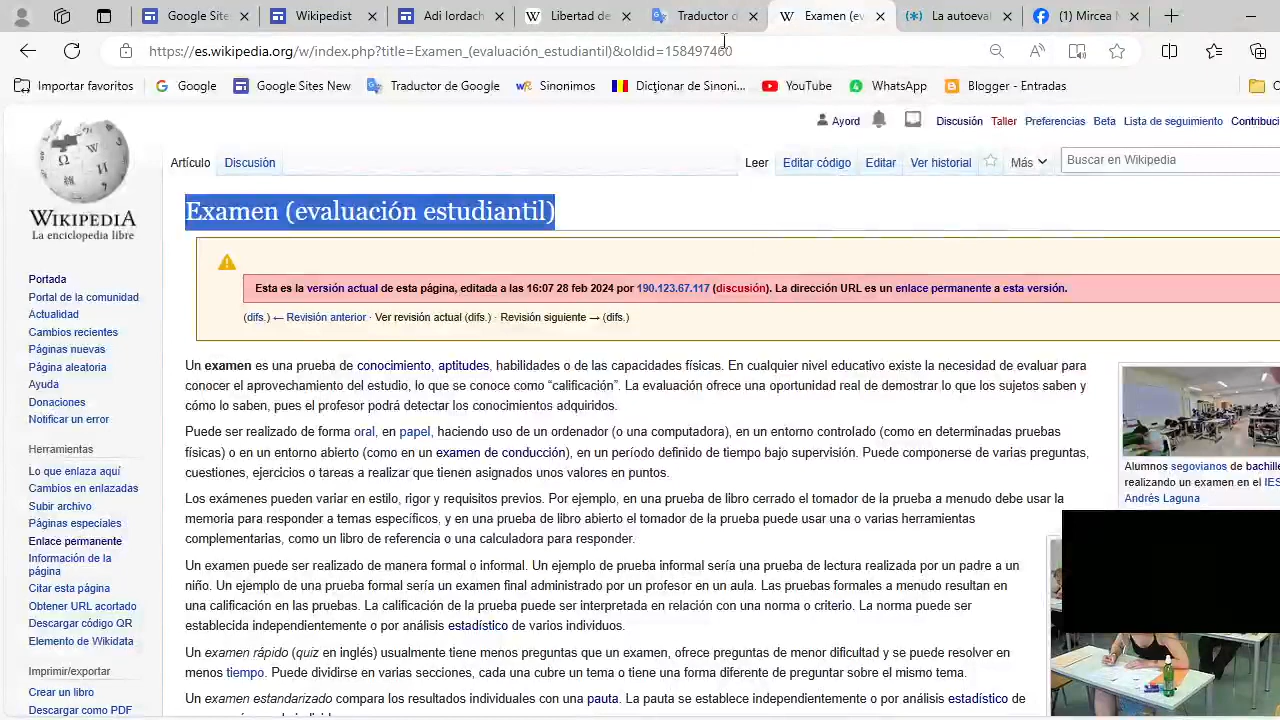 Google Sites
Wikipedist
Adi Iordach
Libertad de
Traductor d
Examen (ev
La autoeval
(1) Mircea N
https://es.wikipedia.org/w/index.php?title=Examen_(evaluación_estudiantil)&oldid=158497460
Importar favoritos
Google
Google Sites New
Traductor de Google
Sinonimos
Dicționar de Sinoni...
YouTube
WhatsApp
Blogger - Entradas
Ayord
Discusión
Taller
Preferencias
Beta
Lista de seguimiento
Contribuci
Artículo
Discusión
Leer
Editar código
Editar
Ver historial
Más
Buscar en Wikipedia
WIKIPEDIA
La enciclopedia libre
Examen (evaluación estudiantil)
Esta es la versión actual de esta página, editada a las 16:07 28 feb 2024 por 190.123.67.117 (discusión). La dirección URL es un enlace permanente a esta versión.
(difs.) ← Revisión anterior · Ver revisión actual (difs.) · Revisión siguiente → (difs.)
Portada
Portal de la comunidad
Actualidad
Cambios recientes
Páginas nuevas
Página aleatoria
Ayuda
Donaciones
Notificar un error
Herramientas
Lo que enlaza aquí
Cambios en enlazadas
Subir archivo
Páginas especiales
Enlace permanente
Información de la
página
Citar esta página
Obtener URL acortado
Descargar código QR
Elemento de Wikidata
Imprimir/exportar
Crear un libro
Descargar como PDF
Un examen es una prueba de conocimiento, aptitudes, habilidades o de las capacidades físicas. En cualquier nivel educativo existe la necesidad de evaluar para
conocer el aprovechamiento del estudio, lo que se conoce como “calificación”. La evaluación ofrece una oportunidad real de demostrar lo que los sujetos saben y
cómo lo saben, pues el profesor podrá detectar los conocimientos adquiridos.
Puede ser realizado de forma oral, en papel, haciendo uso de un ordenador (o una computadora), en un entorno controlado (como en determinadas pruebas
físicas) o en un entorno abierto (como en un examen de conducción), en un período definido de tiempo bajo supervisión. Puede componerse de varias preguntas,
cuestiones, ejercicios o tareas a realizar que tienen asignados unos valores en puntos.
Los exámenes pueden variar en estilo, rigor y requisitos previos. Por ejemplo, en una prueba de libro cerrado el tomador de la prueba a menudo debe usar la
memoria para responder a temas específicos, y en una prueba de libro abierto el tomador de la prueba puede usar una o varias herramientas
complementarias, como un libro de referencia o una calculadora para responder.
Un examen puede ser realizado de manera formal o informal. Un ejemplo de prueba informal sería una prueba de lectura realizada por un padre a un
niño. Un ejemplo de una prueba formal sería un examen final administrado por un profesor en un aula. Las pruebas formales a menudo resultan en
una calificación en las pruebas. La calificación de la prueba puede ser interpretada en relación con una norma o criterio. La norma puede ser
establecida independientemente o por análisis estadístico de varios individuos.
Un examen rápido (quiz en inglés) usualmente tiene menos preguntas que un examen, ofrece preguntas de menor dificultad y se puede resolver en
menos tiempo. Puede dividirse en varias secciones, cada una cubre un tema o tiene una forma diferente de preguntar sobre el mismo tema.
Un examen estandarizado compara los resultados individuales con una pauta. La pauta se establece independientemente o por análisis estadístico de
Alumnos segovianos de bachille
realizando un examen en el IES
Andrés Laguna